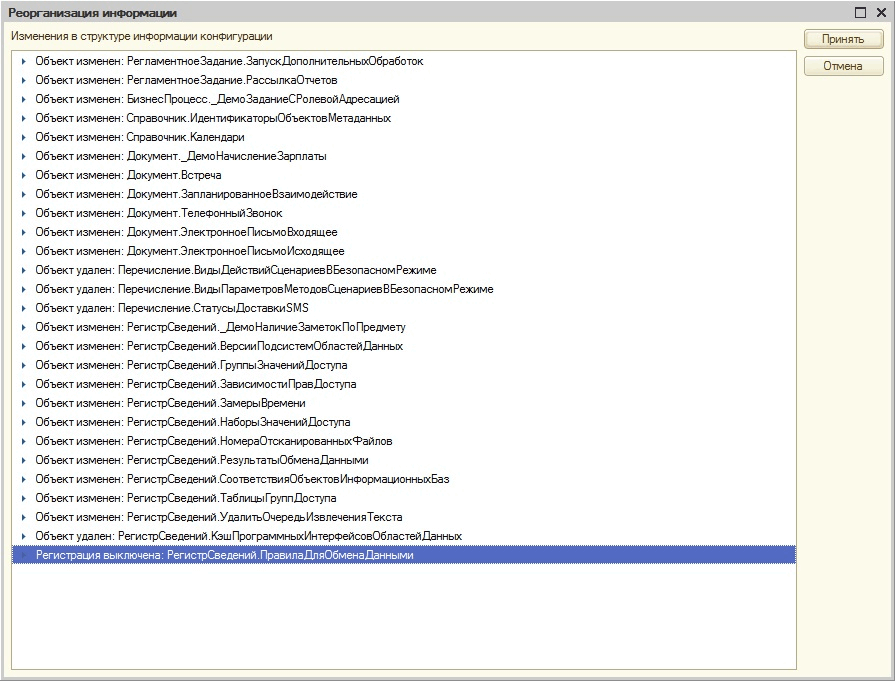 Реорганизация информации
Изменения в структуре информации конфигурации
Принять
Отмена
Объект изменен: РегламентноеЗадание.ЗапускДополнительныхОбработок
Объект изменен: РегламентноеЗадание.РассылкаОтчетов
Объект изменен: БизнесПроцесс._ДемоЗаданиеСРолевойАдресацией
Объект изменен: Справочник.ИдентификаторыОбъектовМетаданных
Объект изменен: Справочник.Календари
Объект изменен: Документ._ДемоНачислениеЗарплаты
Объект изменен: Документ.Встреча
Объект изменен: Документ.ЗапланированноеВзаимодействие
Объект изменен: Документ.ТелефонныйЗвонок
Объект изменен: Документ.ЭлектронноеПисьмоВходящее
Объект изменен: Документ.ЭлектронноеПисьмоИсходящее
Объект удален: Перечисление.ВидыДействийСценариевВБезопасномРежиме
Объект удален: Перечисление.ВидыПараметровМетодовСценариевВБезопасномРежиме
Объект удален: Перечисление.СтатусыДоставкиSMS
Объект изменен: РегистрСведений._ДемоНаличиеЗаметокПоПредмету
Объект изменен: РегистрСведений.ВерсииПодсистемОбластейДанных
Объект изменен: РегистрСведений.ГруппыЗначенийДоступа
Объект изменен: РегистрСведений.ЗависимостиПравДоступа
Объект изменен: РегистрСведений.ЗамерыВремени
Объект изменен: РегистрСведений.НаборыЗначенийДоступа
Объект изменен: РегистрСведений.НомераОтсканированныхФайлов
Объект изменен: РегистрСведений.РезультатыОбменаДанными
Объект изменен: РегистрСведений.СоответствияОбъектовИнформационныхБаз
Объект изменен: РегистрСведений.ТаблицыГруппДоступа
Объект изменен: РегистрСведений.УдалитьОчередьИзвлеченияТекста
Объект удален: РегистрСведений.КэшПрограммныхИнтерфейсовОбластейДанных
Регистрация выключена: РегистрСведений.ПравилаДляОбменаДанными